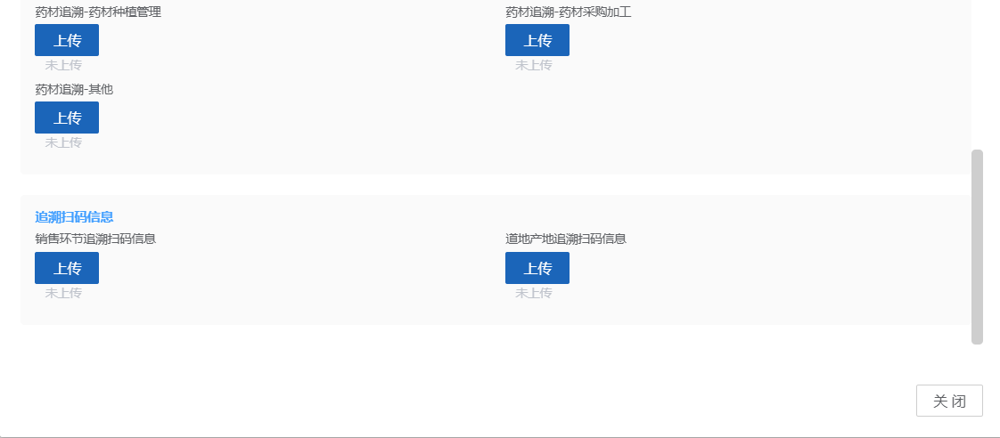 药材追溯-药材种植管理
药材追溯-药材采购加工
上传
上传
未上传
未上传
药材追溯-其他
上传
未上传
追溯扫码信息
销售环节追溯扫码信息
道地产地追溯扫码信息
上传
上传
未上传
未上传
关闭